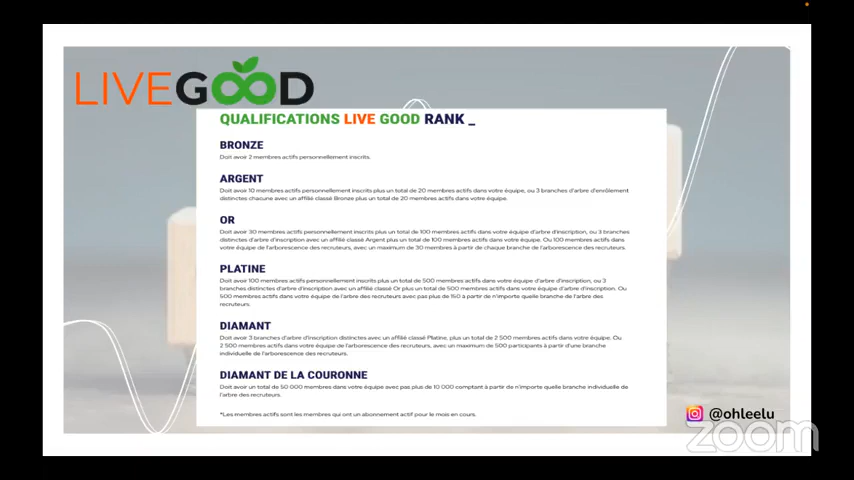 LIVEGOOD
QUALIFICATIONS LIVE GOOD RANK _
BRONZE
Doit avoir 2 membres actifs personnellement inscrits.
ARGENT
Doit avoir 10 membres actifs personnellement inscrits plus un total de 20 membres actifs dans votre équipe, ou 3 branches d'arbre d'enrôlement
distinctes chacune avec un affilié classé Bronze plus un total de 20 membres actifs dans votre équipe.
OR
Doit avoir 30 membres actifs personnellement inscrits plus un total de 100 membres actifs dans votre équipe d'arbre d'inscription, ou 3 branches
distinctes d'arbre d'inscription avec un affilié classé Argent plus un total de 100 membres actifs dans votre équipe. Ou 100 membres actifs dans
votre équipe de l'arborescence des recruteurs, avec un maximum de 30 membres à partir de chaque branche de l'arborescence des recruteurs.
PLATINE
Doit avoir 100 membres actifs personnellement inscrits plus un total de 500 membres actifs dans votre équipe d'arbre d'inscription, ou 3
branches distinctes d'arbre d'inscription avec un affilié classé Or plus un total de 500 membres actifs dans votre équipe d'arbre d'inscription. Ou
500 membres actifs dans votre équipe de l'arbre des recruteurs avec pas plus de 150 à partir de n'importe quelle branche de l'arbre des
recruteurs.
DIAMANT
Doit avoir 3 branches d'arbre d'inscription distinctes avec un affilié classé Platine, plus un total de 2 500 membres actifs dans votre équipe. Ou
2 500 membres actifs dans votre équipe de l'arborescence des recruteurs, avec un maximum de 500 participants à partir d'une branche
individuelle de l'arborescence des recruteurs.
DIAMANT DE LA COURONNE
Doit avoir un total de 50 000 membres dans votre équipe avec pas plus de 10 000 comptant à partir de n'importe quelle branche individuelle de
l'arbre des recruteurs.
*Les membres actifs sont les membres qui ont un abonnement actif pour le mois en cours.
@ohleelu
zoom